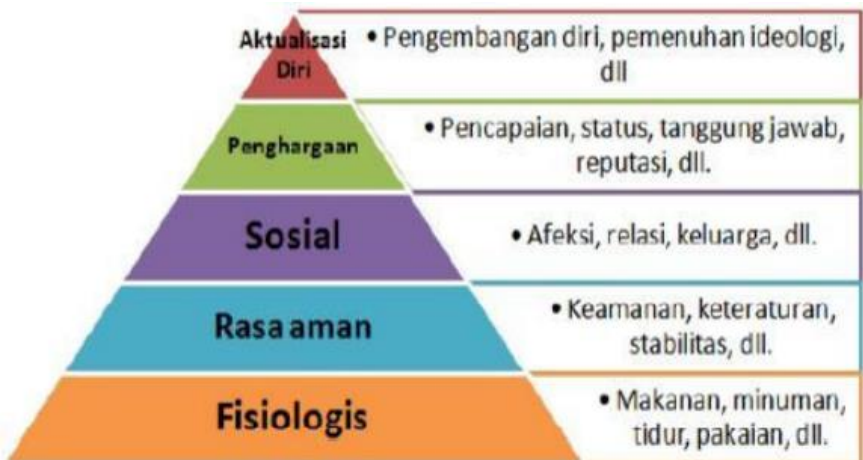 Aktualisasi
Diri
• Pengembangan diri, pemenuhan ideologi,
dll
Penghargaan
• Pencapaian, status, tanggung jawab,
reputasi, dll.
Sosial
• Afeksi, relasi, keluarga, dll.
Rasa aman
• Keamanan, keteraturan,
stabilitas, dll.
Fisiologis
• Makanan, minuman,
tidur, pakaian, dll.